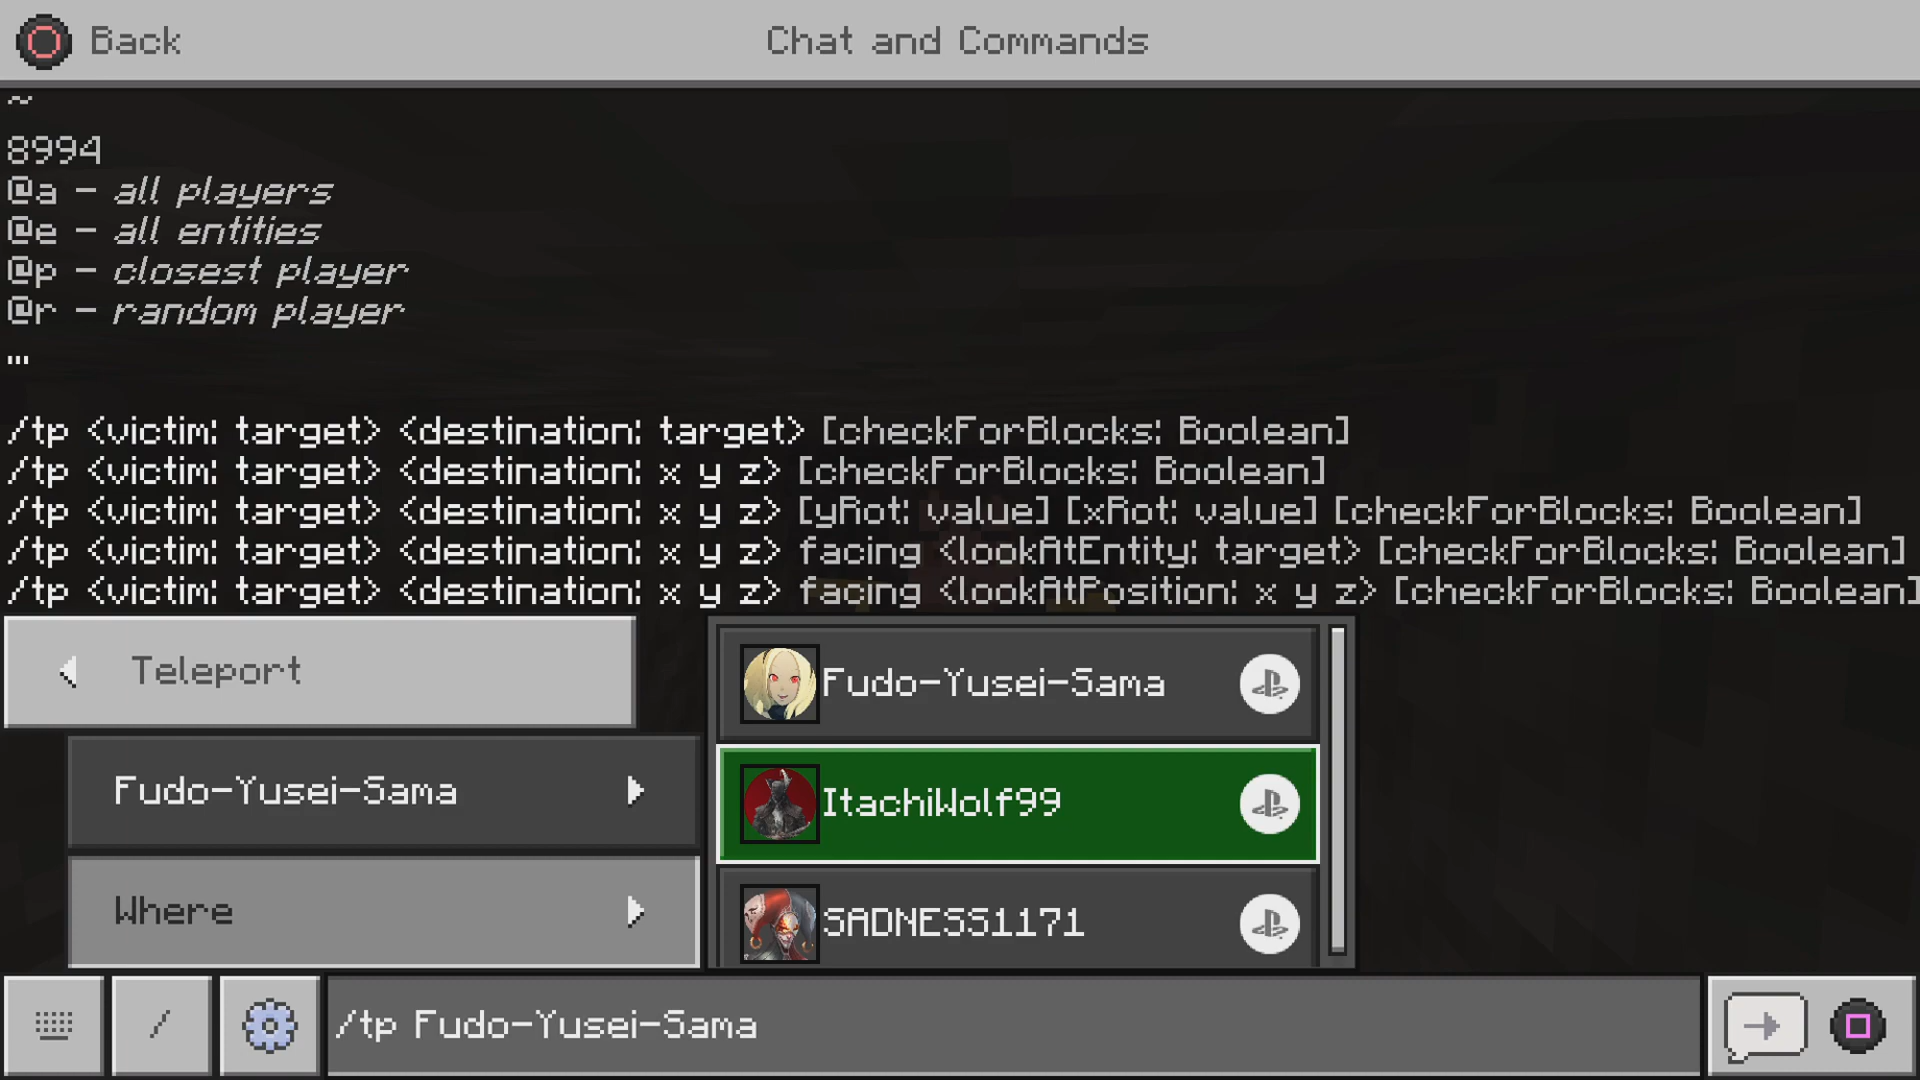 Back
Chat and Commands
~
8994
@a - all players
@e - all entities
@p - closest player
@r - random player
...
/tp <victim: target> <destination: target> [checkForBlocks: Boolean]
/tp <victim: target> <destination: x y z> [checkForBlocks: Boolean]
/tp <victim: target> <destination: x y z> [yRot: value] [xRot: value] [checkForBlocks: Boolean]
/tp <victim: target> <destination: x y z> facing <lookAtEntity: target> [checkForBlocks: Boolean]
/tp <victim: target> <destination: x y z> facing <lookAtPosition: x y z> [checkForBlocks: Boolean]
Teleport
Fudo-Yusei-Sama
Where
Fudo-Yusei-Sama
ItachiWolf99
SADNESS1171
/
/tp Fudo-Yusei-Sama